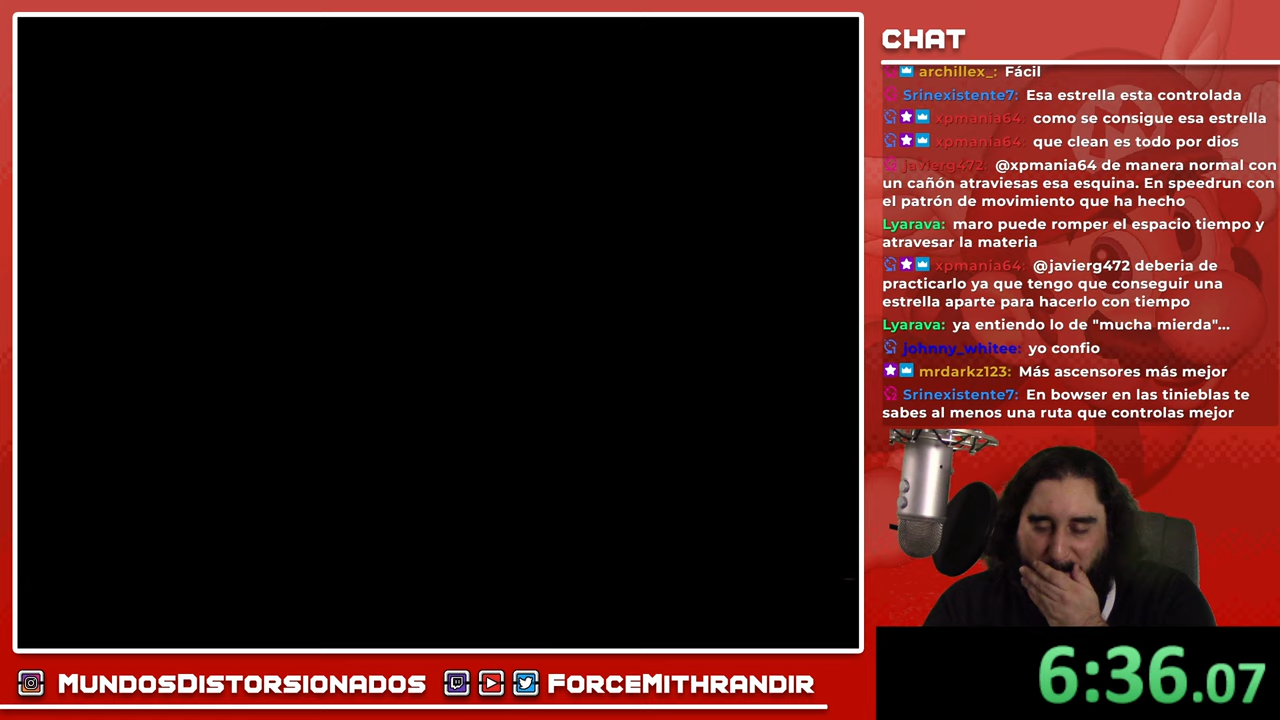 CHAT
archillex_: Fácil
Srinexistente7: Esa estrella esta controlada
xpmania64: como se consigue esa estrella
xpmania64: que clean es todo por dios
javierg472 @xpmania64 de manera normal con
un cañón atraviesas esa esquina. En speedrun con
el patrón de movimiento que ha hecho
Lyarava: maro puede romper el espacio tiempo y
atravesar la materia
xpmania64: @javierg472 deberia de
practicarlo ya que tengo que conseguir una
estrella aparte para hacerlo con tiempo
Lyarava: ya entiendo lo de "mucha mierda"...
johnny_whitee: yo confio
mrdarkz123: Más ascensores más mejor
Srinexistente7: En bowser en las tinieblas te
sabes al menos una ruta que controlas mejor
6:36.07
MUNDOSDISTORSIONADOS FORCEMITHRANDIR